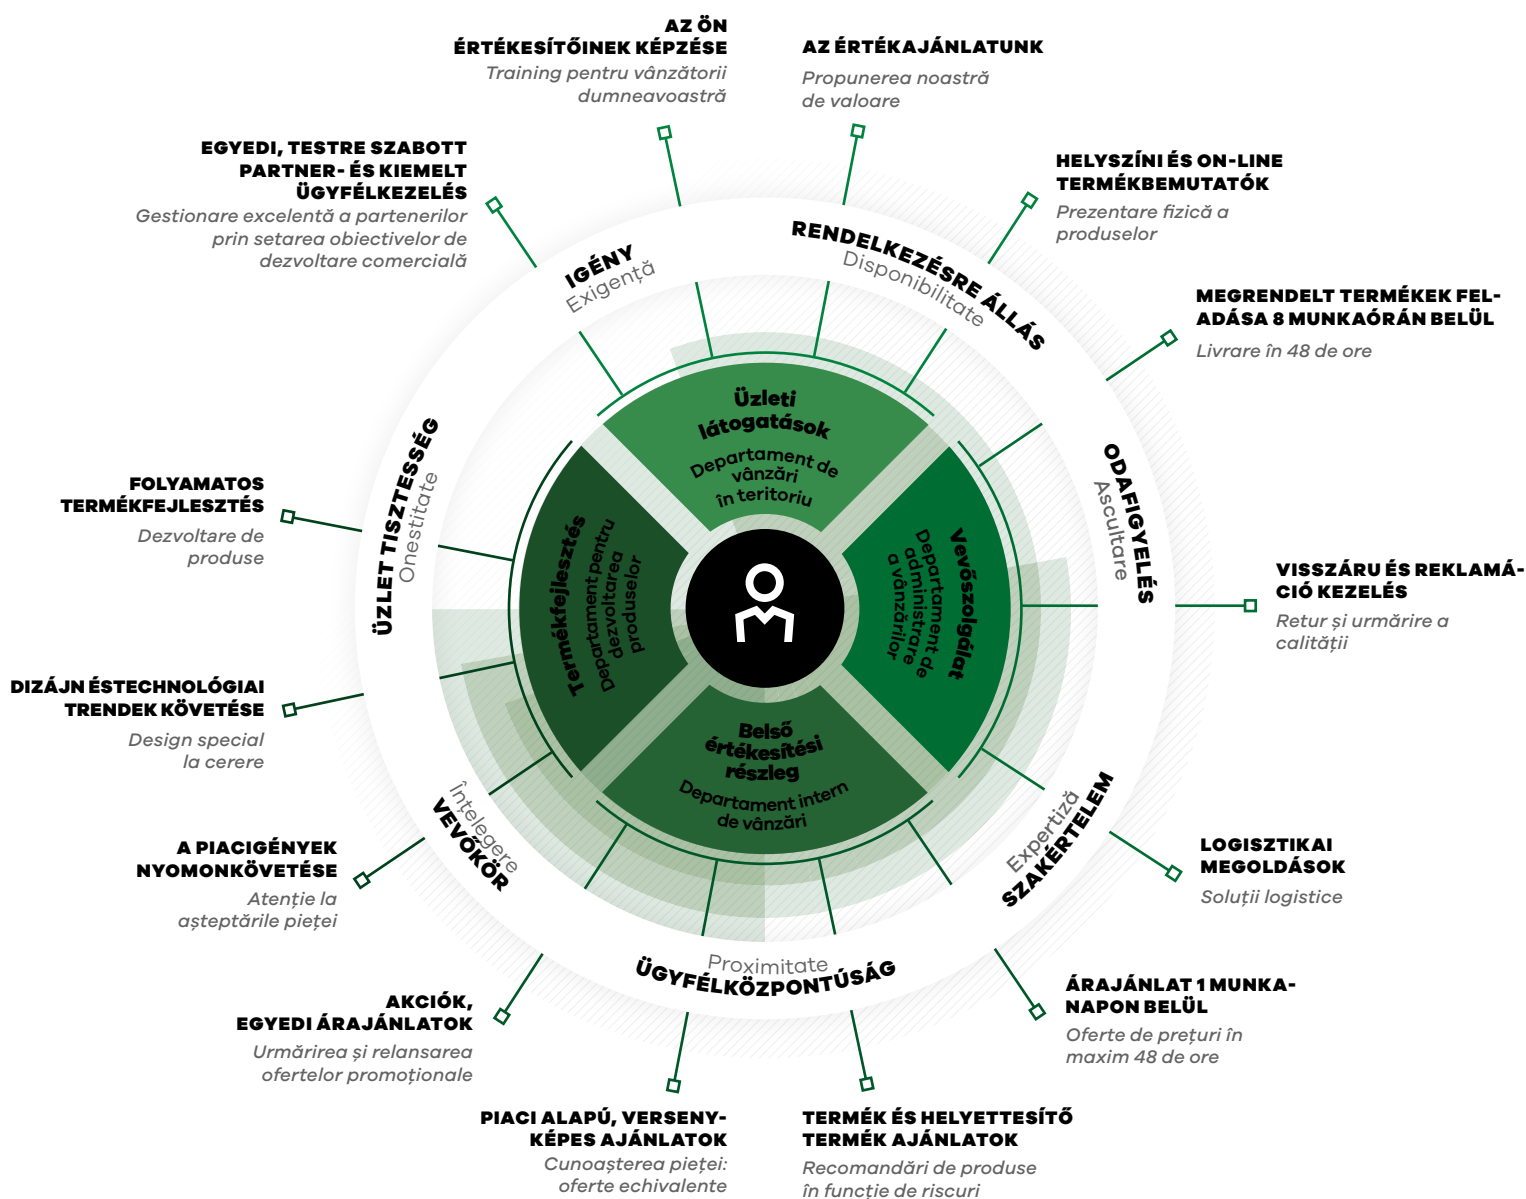 AZ ÖN
ÉRTÉKESÍTŐINEK KÉPZÉSE
Training pentru vânzătorii
dumneavoastră
AZ ÉRTÉKAJÁNLATUNK
Propunerea noastră
de valoare
EGYEDI, TESTRE SZABOTT
PARTNER- ÉS KIEMELT
ÜGYFÉLKEZELÉS
Gestionare excelentă a partenerilor
prin setarea obiectivelor de
dezvoltare comercială
HELYSZÍNI ÉS ON-LINE
TERMÉKBEMUTATÓK
Prezentare fizică a
produselor
MEGRENDELT TERMÉKEK FEL-
ADÁSA 8 MUNKAÓRÁN BELÜL
Livrare în 48 de ore
IGÉNY
Exigență
RENDELKEZÉSRE ÁLLÁS
Disponibilitate
ODAFIGYELÉS
Ascultare
ÜZLET TISZTESSÉG
Onestitate
Üzleti
látogatások
Departament de
vânzări
în teritoriu
Termékfejlesztés
Departament pentru
dezvoltarea
produselor
Vevőszolgálat
Departament de
administrare
a vânzărilor
Belső
értékesítési
részleg
Departament intern
de vânzări
FOLYAMATOS
TERMÉKFEJLESZTÉS
Dezvoltare de
produse
VISSZÁRU ÉS REKLAMÁ-
CIÓ KEZELÉS
Retur și urmărire a
calității
DIZÁJN ÉSTECHNOLÓGIAI
TRENDEK KÖVETÉSE
Design special
la cerere
Înțelegere
VEVŐKÖR
Expertiză
SZAKÉRTELEM
Proximitate
ÜGYFÉLKÖZPONTÚSÁG
A PIACIGÉNYEK
NYOMONKÖVETÉSE
Atenție la
așteptările pieței
LOGISZTIKAI
MEGOLDÁSOK
Soluții logistice
AKCIÓK,
EGYEDI ÁRAJÁNLATOK
Urmărirea și relansarea
ofertelor promoționale
ÁRAJÁNLAT 1 MUNKA-
NAPON BELÜL
Oferte de prețuri în
maxim 48 de ore
PIACI ALAPÚ, VERSENY-
KÉPES AJÁNLATOK
Cunoașterea pieței:
oferte echivalente
TERMÉK ÉS HELYETTESÍTŐ
TERMÉK AJÁNLATOK
Recomandări de produse
în funcție de riscuri